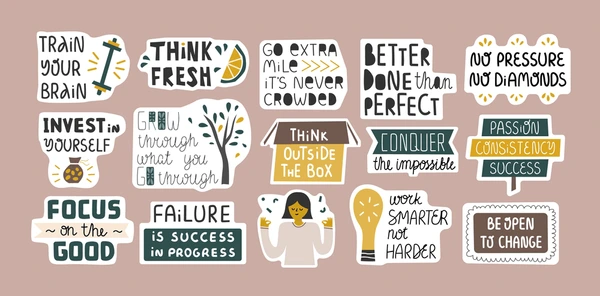 TRAIN
YOUR
BRAIN
THINK
FRESH
GO EXTRA
MILE
IT'S NEVER
CROWDED
BETTER
DONE than
PERFECT
NO PRESSURE
NO DIAMONDS
INVEST in
YOURSELF
GROW
through
what you
GO through
THINK
OUTSIDE
THE BOX
CONQUER
the impossible
PASSION
CONSISTENCY
SUCCESS
FOCUS
on the
GOOD
FAILURE
IS SUCCESS
IN PROGRESS
work
SMARTER
not
HARDER
BE OPEN
TO CHANGE